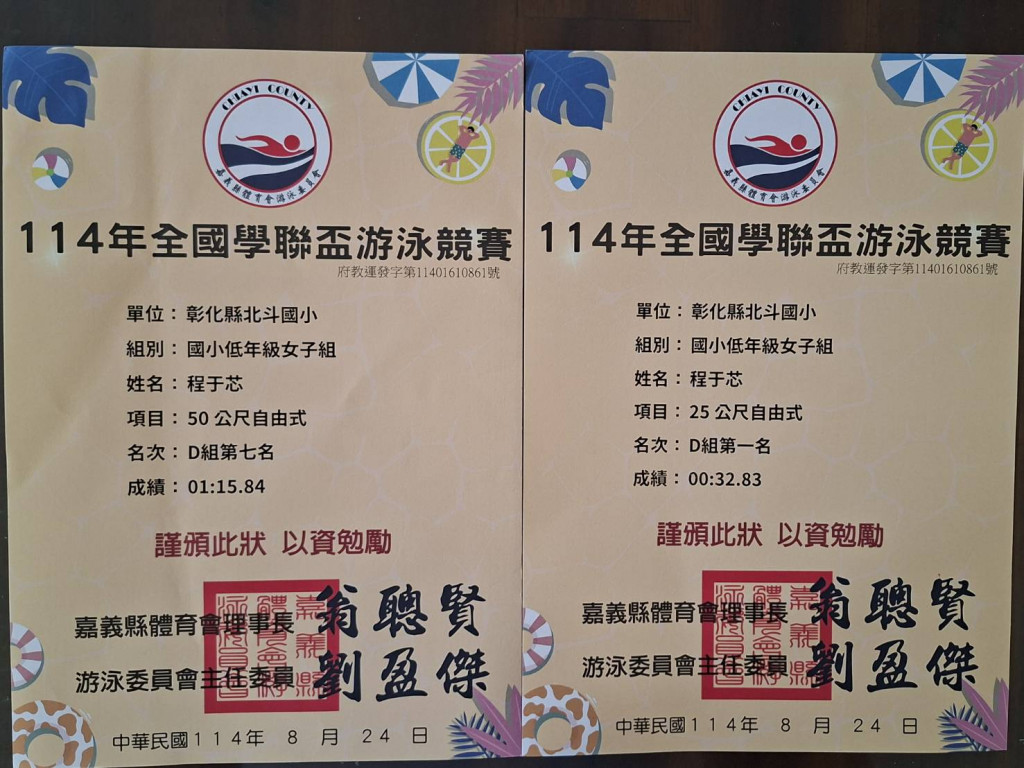 CHIAYI COUNTY
嘉義縣體育會游泳委員會
114年全國學聯盃游泳競賽
府教運發字第11401610861號
單位：彰化縣北斗國小
組別：國小低年級女子組
姓名：程于芯
項目：50 公尺自由式
名次：D組第七名
成績：01:15.84
謹頒此狀 以資勉勵
嘉義縣體育會理事長 翁聰賢
游泳委員會主任委員 劉盈傑
中華民國114年 8 月 24 日
CHIAYI COUNTY
嘉義縣體育會游泳委員會
114年全國學聯盃游泳競賽
府教運發字第11401610861號
單位：彰化縣北斗國小
組別：國小低年級女子組
姓名：程于芯
項目：25 公尺自由式
名次：D組第一名
成績：00:32.83
謹頒此狀 以資勉勵
嘉義縣體育會理事長 翁聰賢
游泳委員會主任委員 劉盈傑
中華民國114年 8 月 24 日